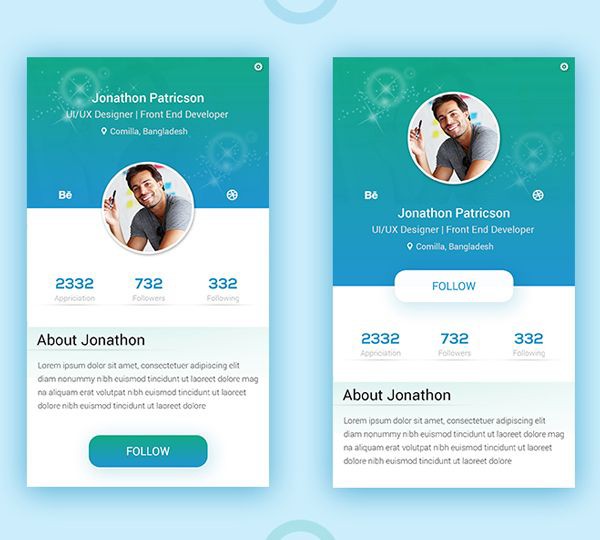 Jonathon Patricson
UI/UX Designer | Front End Developer
Comilla, Bangladesh
Bē
2332 732 332
Appriciation Followers Following
About Jonathon
Lorem ipsum dolor sit amet, consectetuer adipiscing elit, sed
diam nonummy nibh euismod tincidunt ut laoreet dolore mag
na aliquam erat volutpat nibh euismod tincidunt ut laoreet
dolore nibh euismod tincidunt ut laoreet dolore
FOLLOW
Bē
Jonathon Patricson
UI/UX Designer | Front End Developer
Comilla, Bangladesh
FOLLOW
2332 732 332
Appriciation Followers Following
About Jonathon
Lorem ipsum dolor sit amet, consectetuer adipiscing elit, sed
diam nonummy nibh euismod tincidunt ut laoreet dolore mag
na aliquam erat volutpat nibh euismod tincidunt ut laoreet
dolore nibh euismod tincidunt ut laoreet dolore